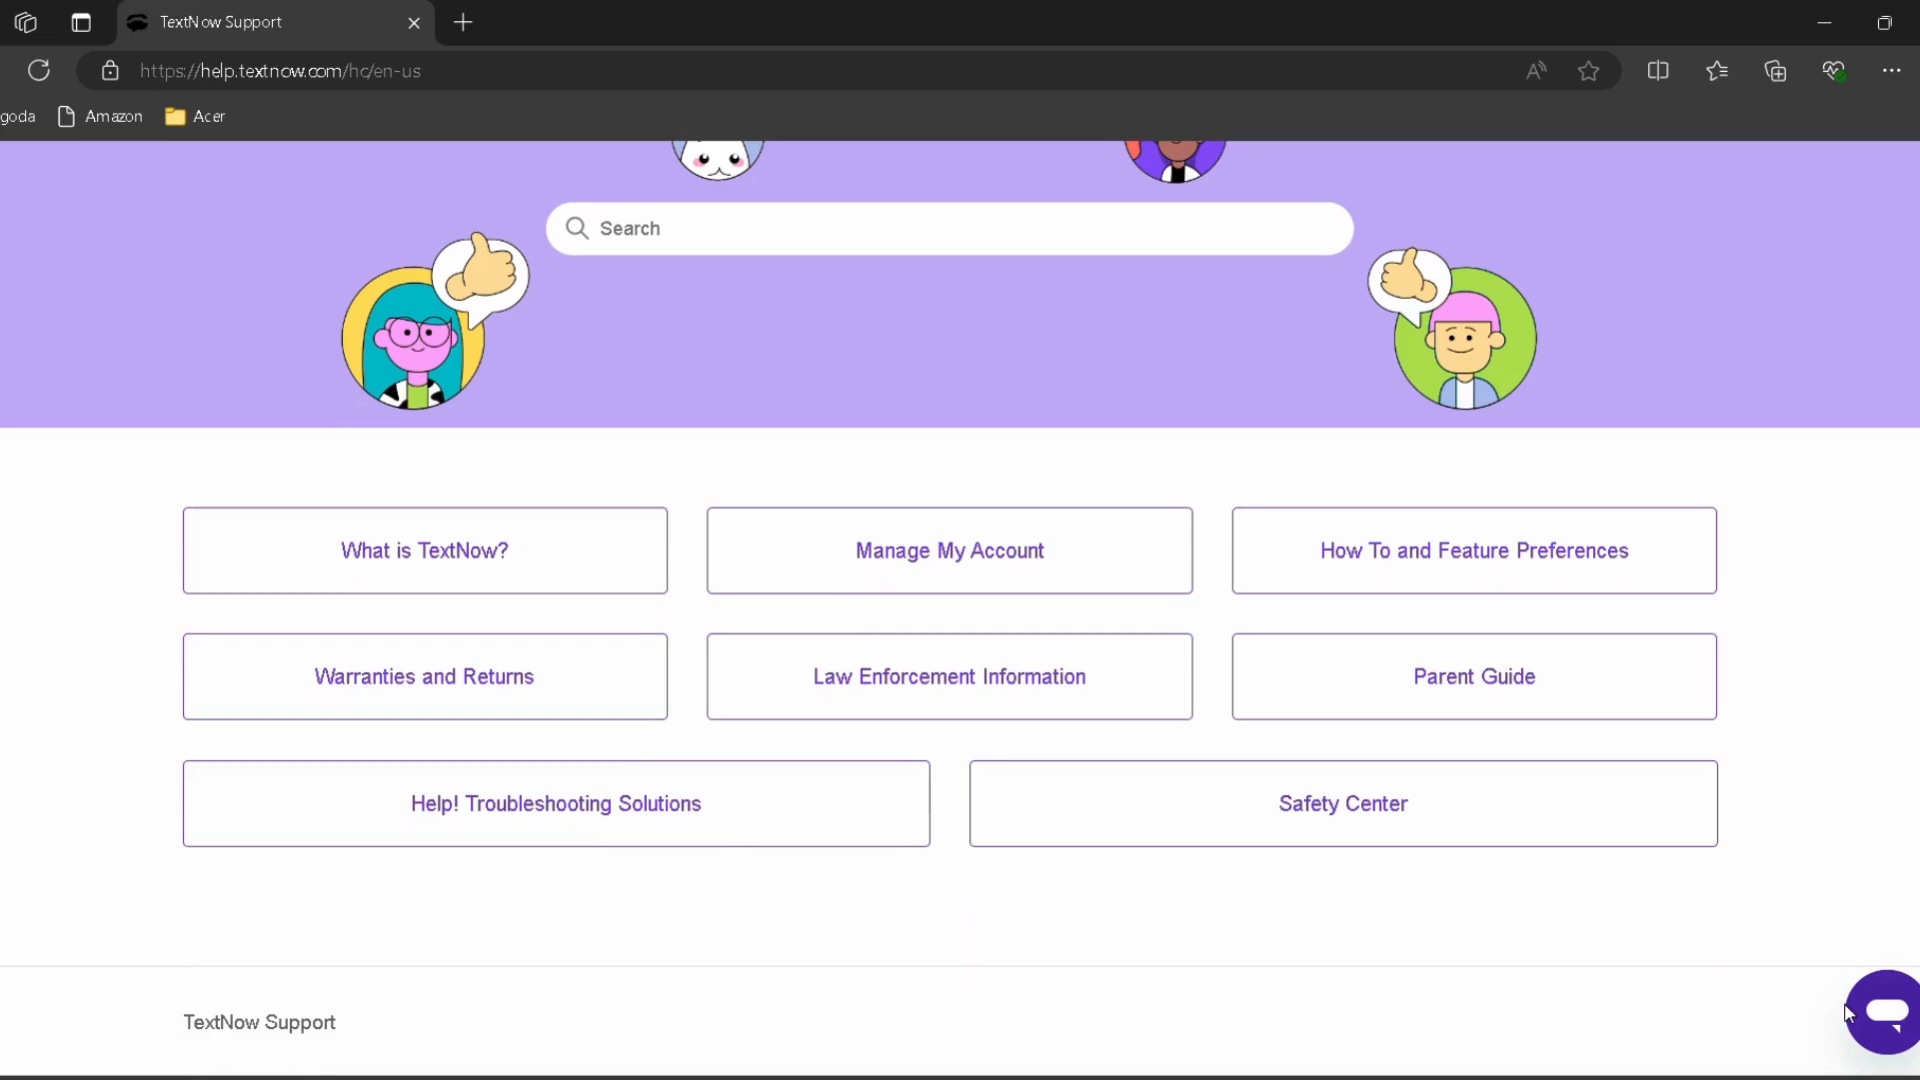 TextNow Support
https://help.textnow.com/hc/en-us
goda Amazon Acer
Search
What is TextNow? Manage My Account How To and Feature Preferences
Warranties and Returns Law Enforcement Information Parent Guide
Help! Troubleshooting Solutions Safety Center
TextNow Support